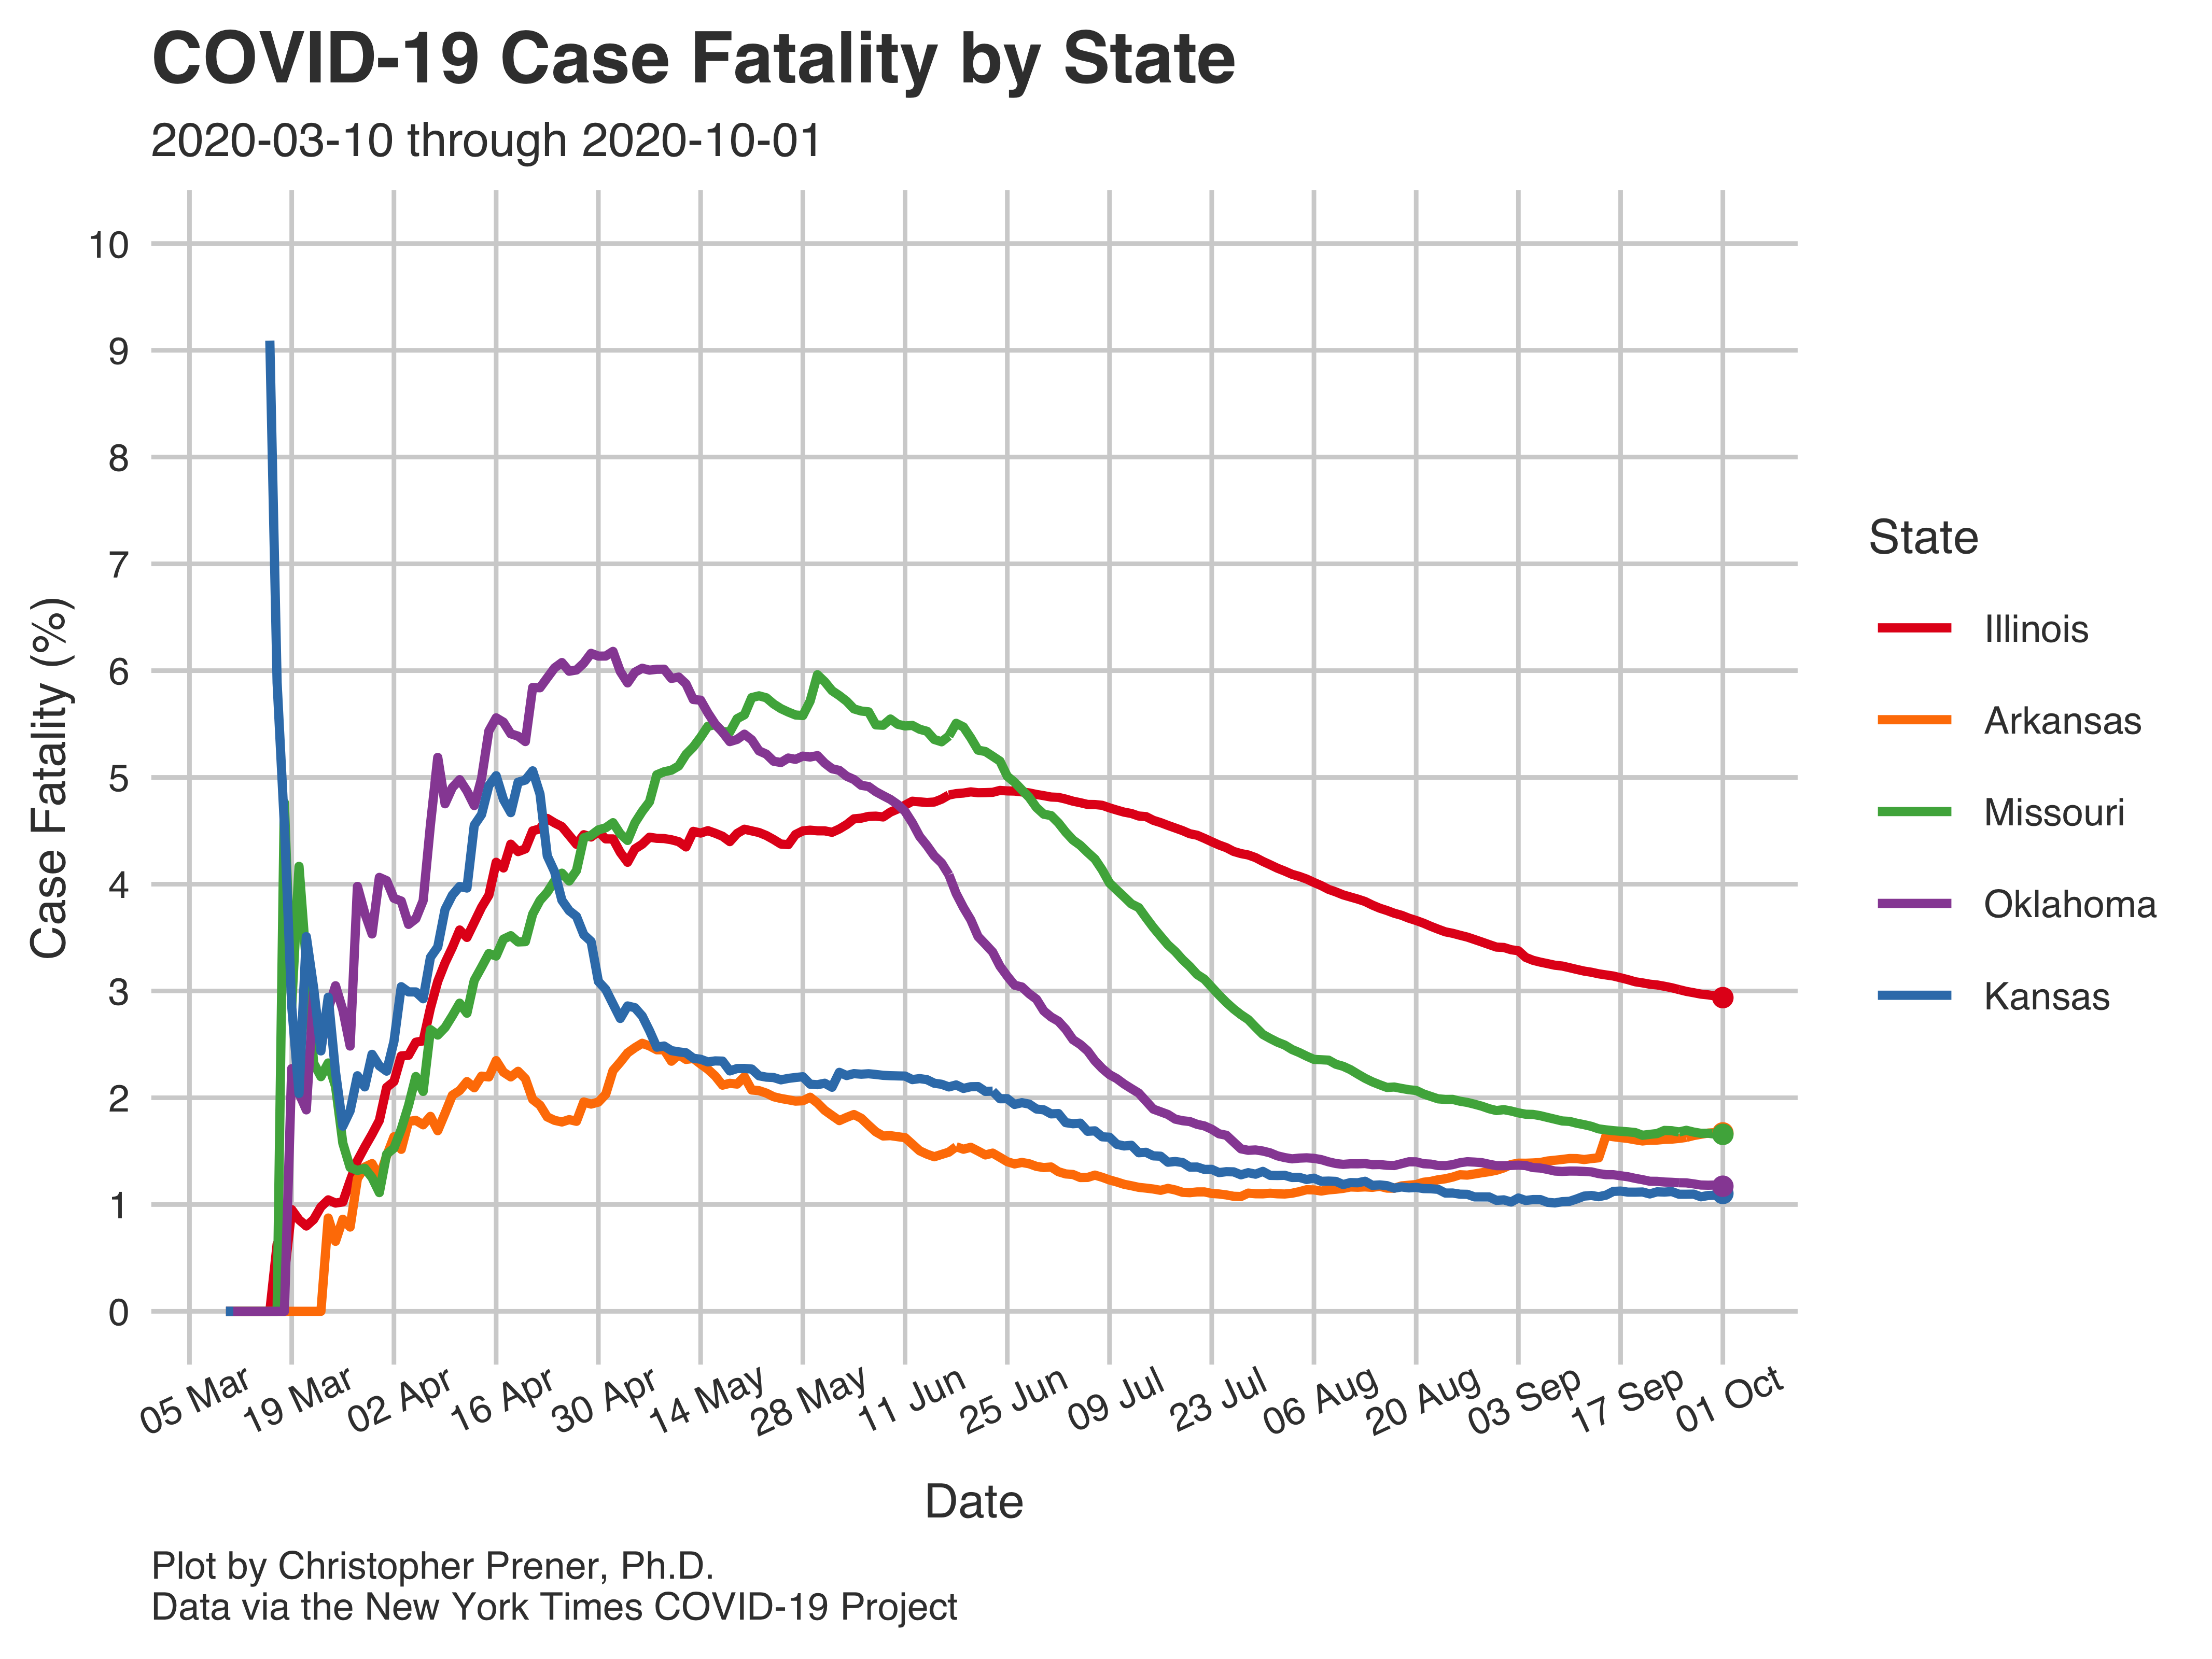 COVID-19 Case Fatality by State
2020-03-10 through 2020-10-01
Case Fatality (%)
10
9
8
7
6
5
4
3
2
1
0
05 Mar
19 Mar
02 Apr
16 Apr
30 Apr
14 May
28 May
11 Jun
25 Jun
09 Jul
23 Jul
06 Aug
20 Aug
03 Sep
17 Sep
01 Oct
Date
State
Illinois
Arkansas
Missouri
Oklahoma
Kansas
Plot by Christopher Prener, Ph.D.
Data via the New York Times COVID-19 Project